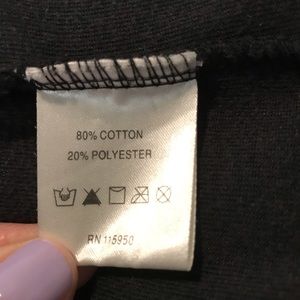 80% COTTON
20% POLYESTER
RN 115950